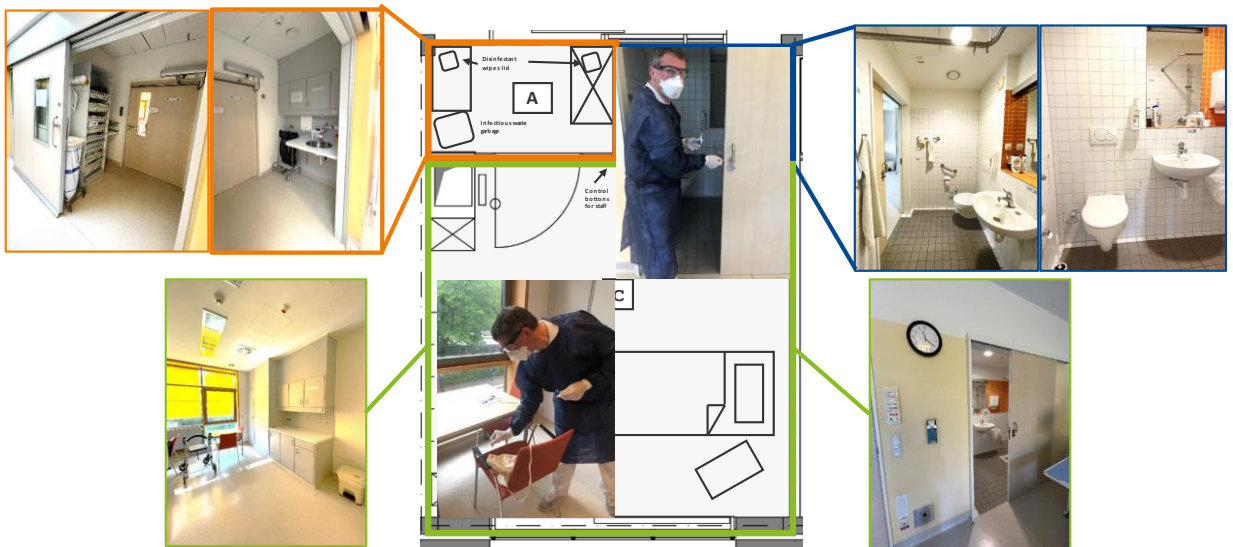 Disinfectant
wipes lid
A
Infectious waste
garbage
Control
bottons
for staff
C